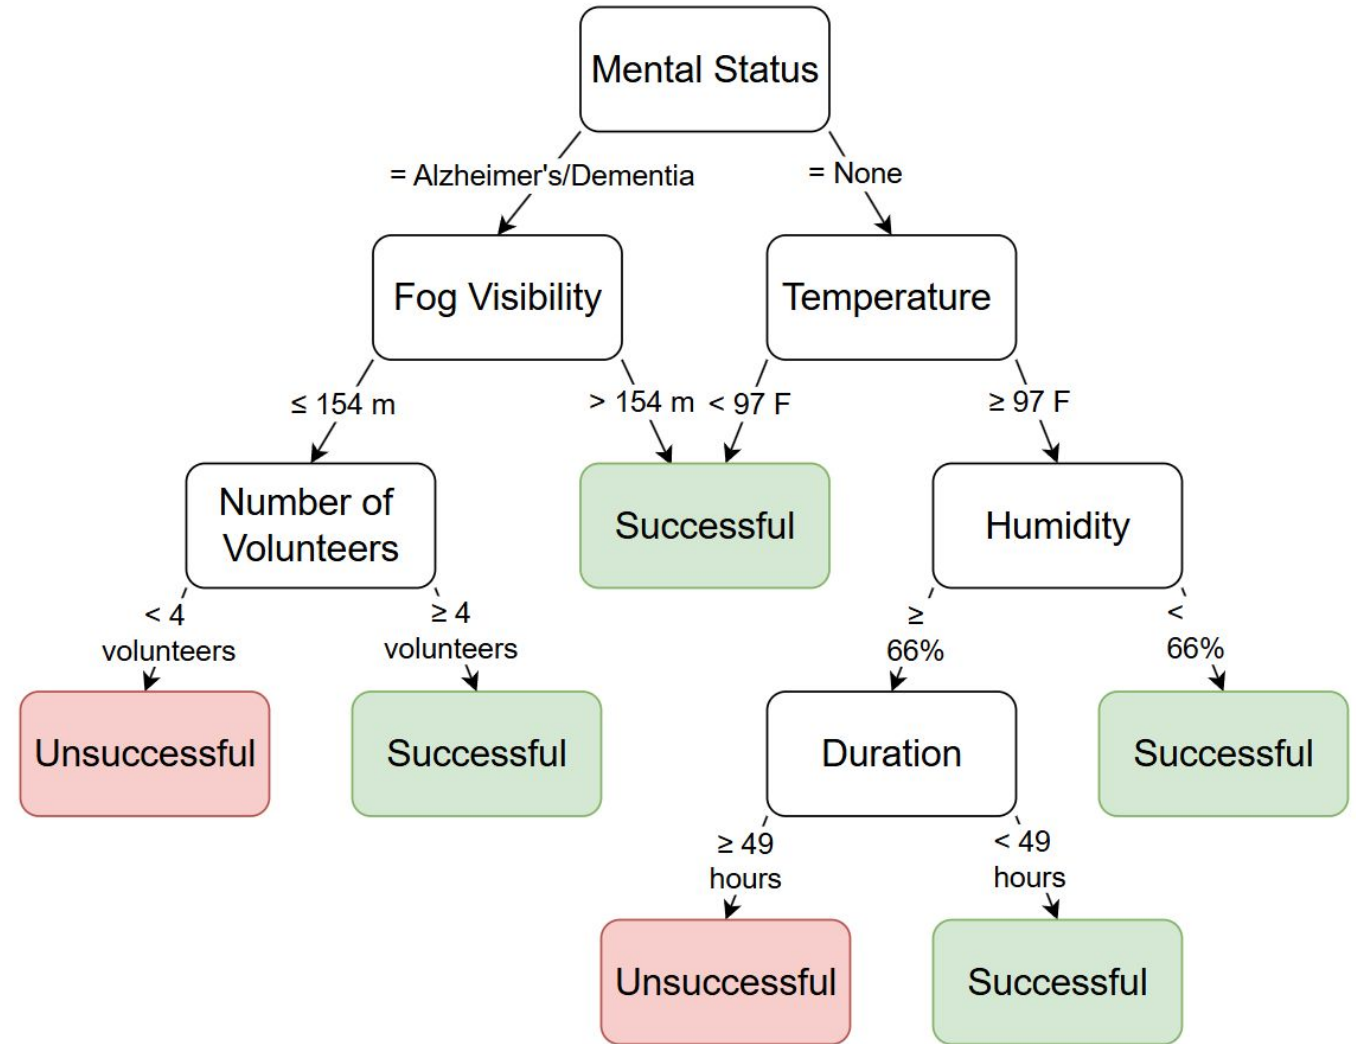 Mental Status
= Alzheimer's/Dementia
= None
Fog Visibility
Temperature
≤ 154 m
> 154 m
< 97 F
≥ 97 F
Number of
Volunteers
Successful
Humidity
< 4
volunteers
≥ 4
volunteers
≥
66%
<
66%
Unsuccessful
Successful
Duration
Successful
≥ 49
hours
< 49
hours
Unsuccessful
Successful